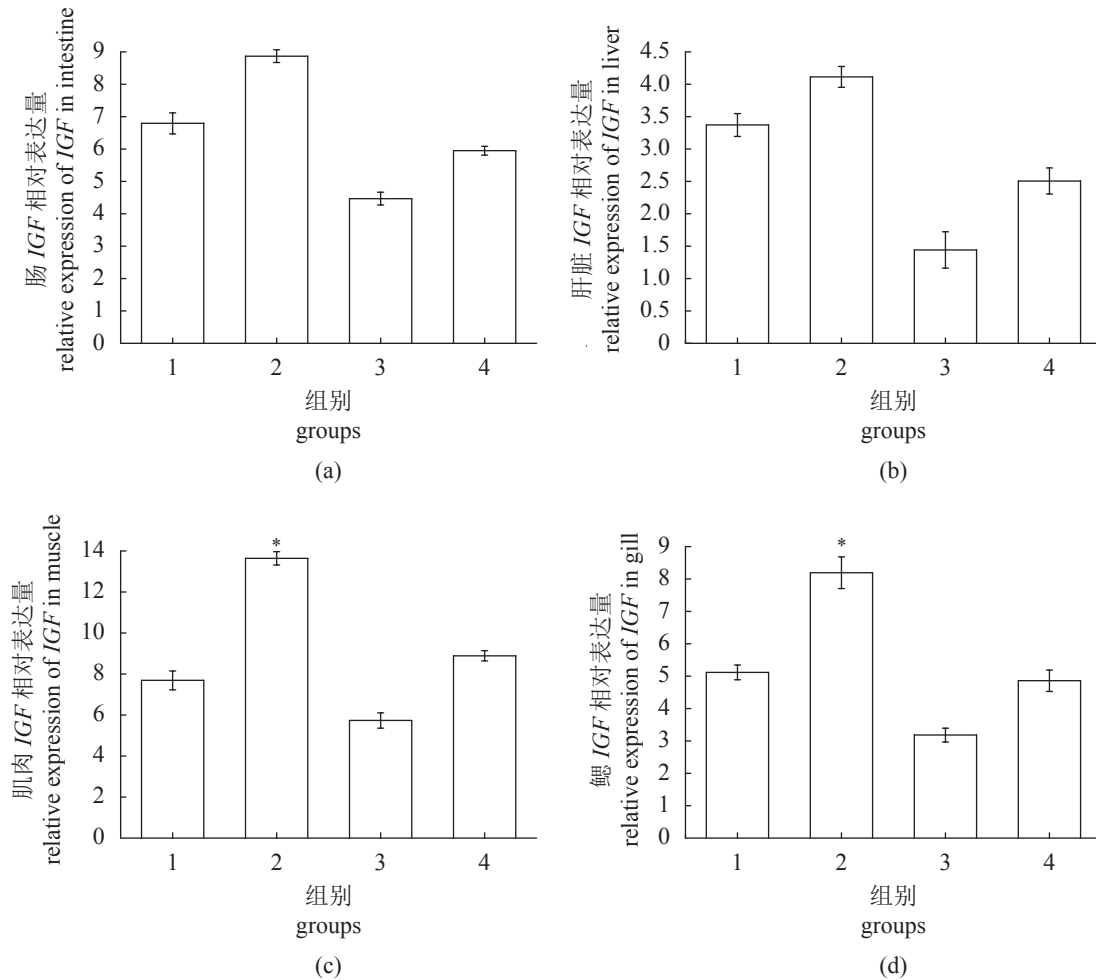 肠 IGF 相对表达量
relative expression of IGF in intestine
9
8
7
6
5
4
3
2
1
0
1 2 3 4
组别
groups
(a)
肝脏 IGF 相对表达量
relative expression of IGF in liver
4.5
4.0
3.5
3.0
2.5
2.0
1.5
1.0
0.5
0
1 2 3 4
组别
groups
(b)
肌肉 IGF 相对表达量
relative expression of IGF in muscle
14
12
10
8
6
4
2
0
*
1 2 3 4
组别
groups
(c)
鳃 IGF 相对表达量
relative expression of IGF in gill
9
8
7
6
5
4
3
2
1
0
*
1 2 3 4
组别
groups
(d)